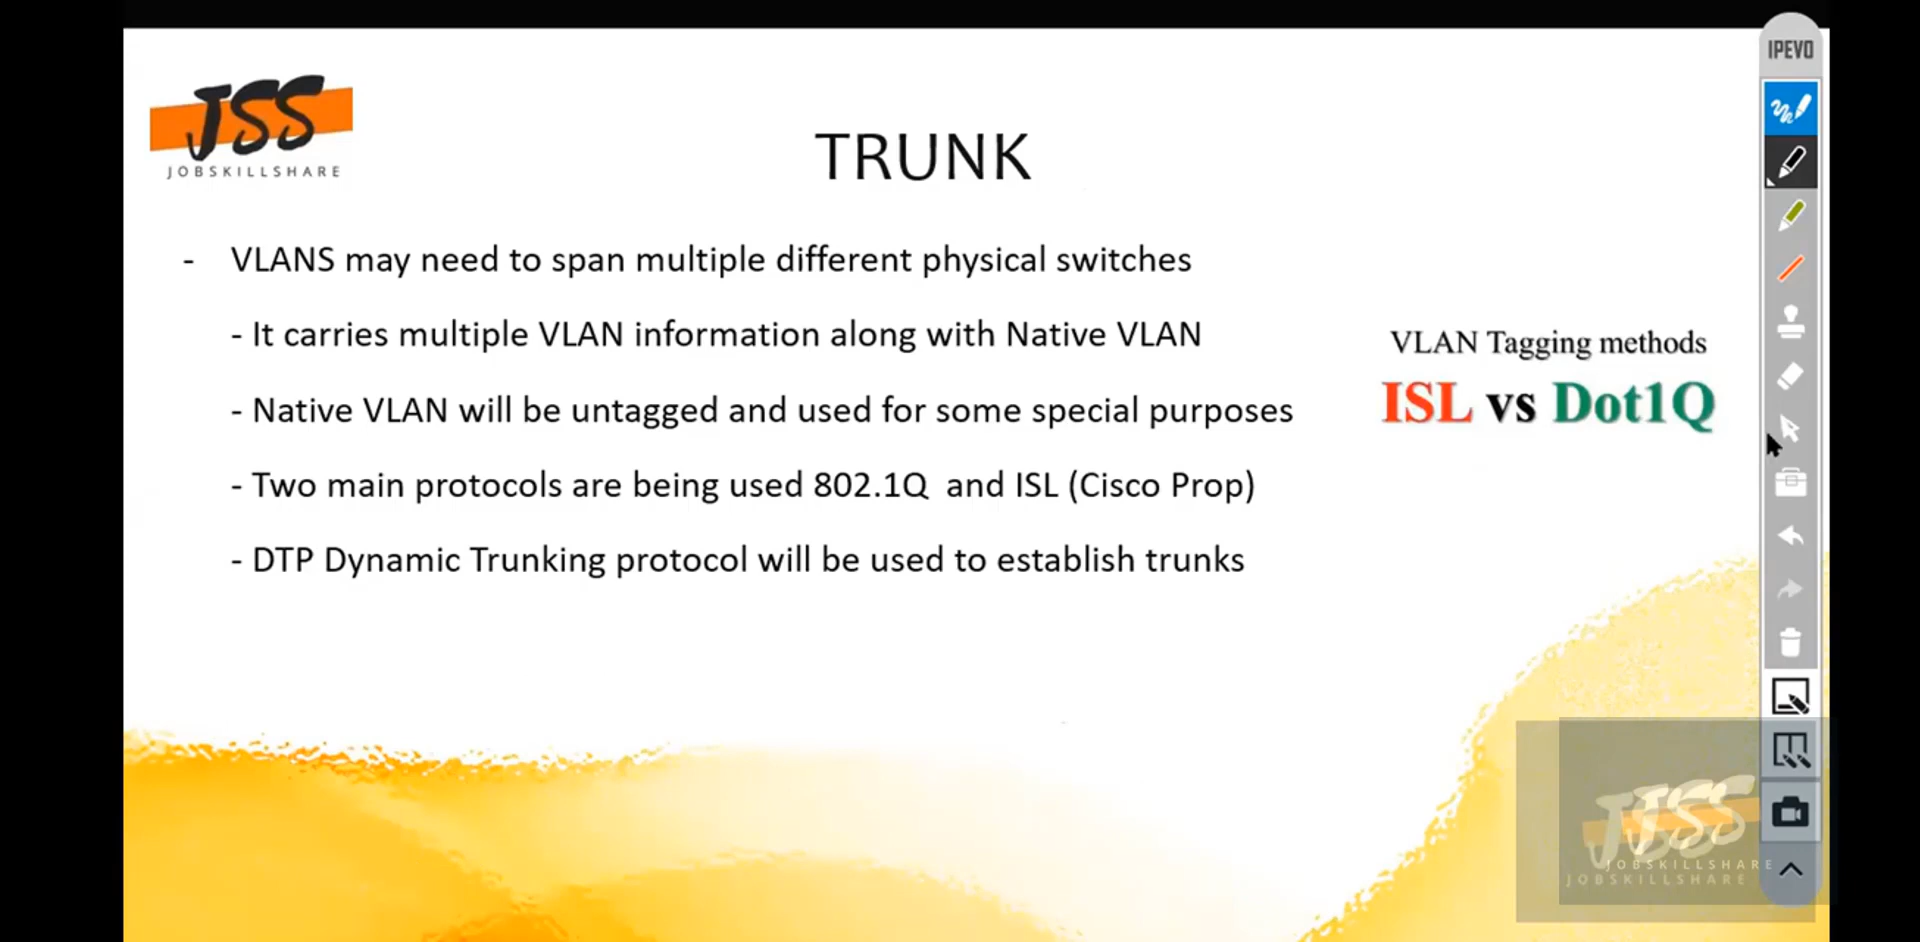 IPEVO
JSS
JOBSKILLSHARE
TRUNK
- VLANS may need to span multiple different physical switches
- It carries multiple VLAN information along with Native VLAN
- Native VLAN will be untagged and used for some special purposes
- Two main protocols are being used 802.1Q and ISL (Cisco Prop)
- DTP Dynamic Trunking protocol will be used to establish trunks
VLAN Tagging methods
ISL vs Dot1Q
JSS
JOBSKILLSHARE
JOBSKILLSHARE